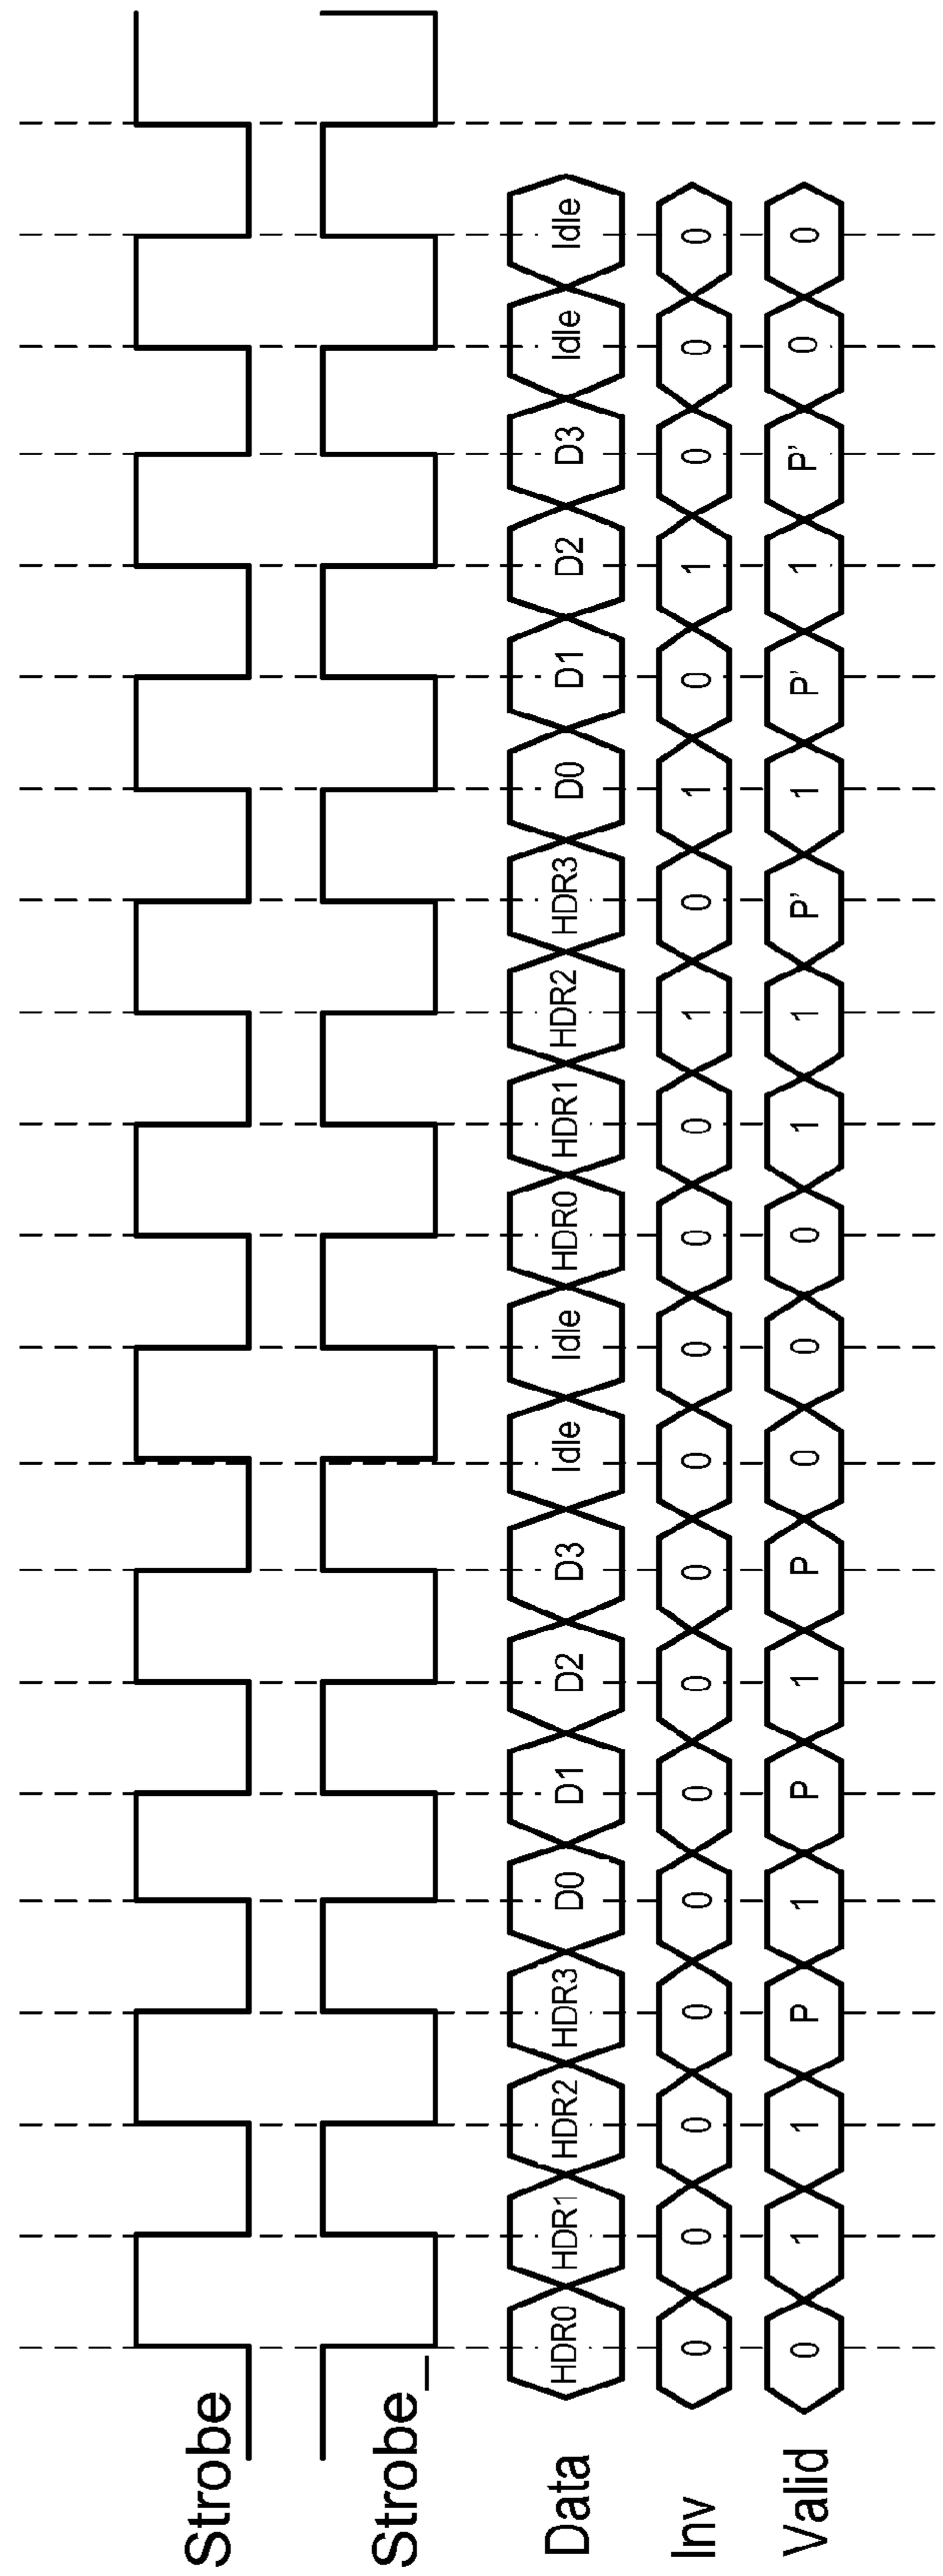 Strobe
Strobe_
Data HDR0 HDR1 HDR2 HDR3 D0 D1 D2 D3 Idle Idle HDR0 HDR1 HDR2 HDR3 D0 D1 D2 D3 Idle Idle
Inv 0 0 0 0 0 0 0 0 0 0 0 0 1 0 1 0 1 0 0 0
Valid 0 1 1 P 1 P 1 P 0 0 0 1 1 P' 1 P' 1 P' 0 0